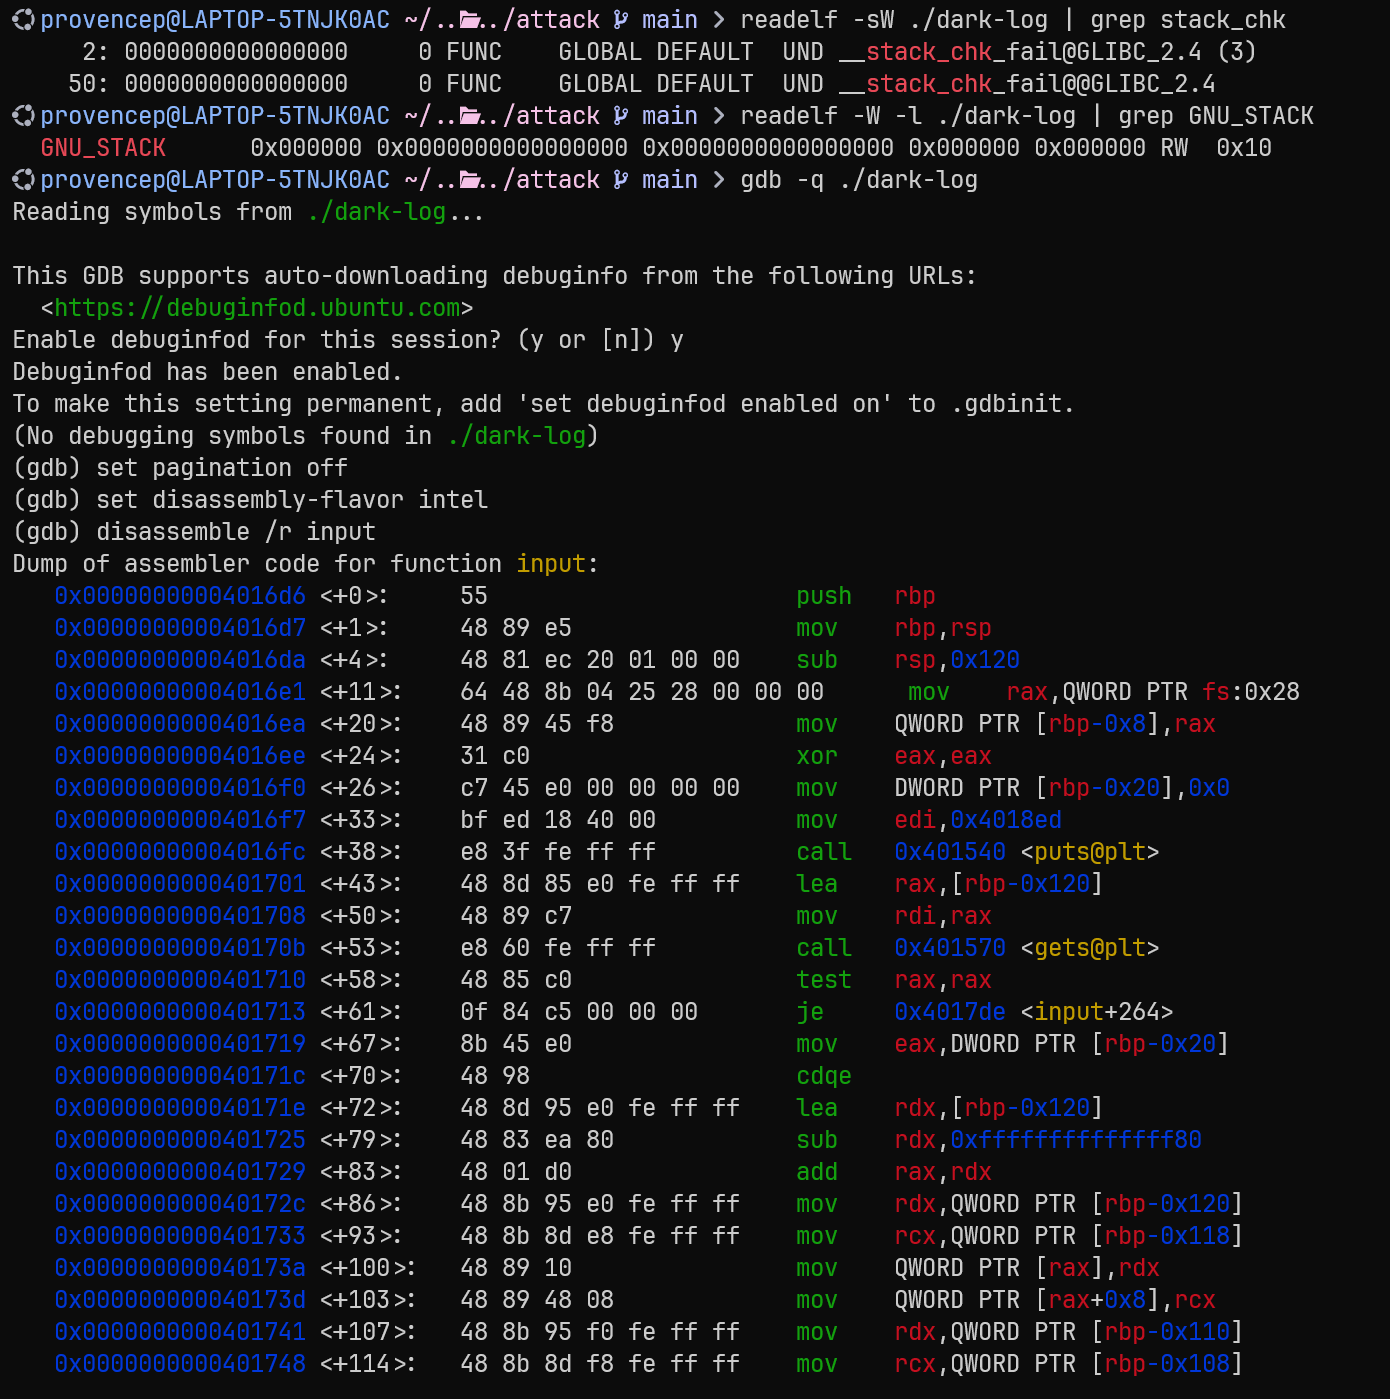 provencep@LAPTOP-5TNJK0AC ~/..../attack main > readelf -sW ./dark-log | grep stack_chk
2: 0000000000000000 0 FUNC GLOBAL DEFAULT UND __stack_chk_fail@GLIBC_2.4 (3)
50: 0000000000000000 0 FUNC GLOBAL DEFAULT UND __stack_chk_fail@@GLIBC_2.4
provencep@LAPTOP-5TNJK0AC ~/..../attack main > readelf -W -l ./dark-log | grep GNU_STACK
GNU_STACK 0x000000 0x0000000000000000 0x0000000000000000 0x000000 0x000000 RW 0x10
provencep@LAPTOP-5TNJK0AC ~/..../attack main > gdb -q ./dark-log
Reading symbols from ./dark-log...
This GDB supports auto-downloading debuginfo from the following URLs:
<https://debuginfod.ubuntu.com>
Enable debuginfod for this session? (y or [n]) y
Debuginfod has been enabled.
To make this setting permanent, add 'set debuginfod enabled on' to .gdbinit.
(No debugging symbols found in ./dark-log)
(gdb) set pagination off
(gdb) set disassembly-flavor intel
(gdb) disassemble /r input
Dump of assembler code for function input:
0x00000000004016d6 <+0>: 55 push rbp
0x00000000004016d7 <+1>: 48 89 e5 mov rbp,rsp
0x00000000004016da <+4>: 48 81 ec 20 01 00 00 sub rsp,0x120
0x00000000004016e1 <+11>: 64 48 8b 04 25 28 00 00 00 mov rax,QWORD PTR fs:0x28
0x00000000004016ea <+20>: 48 89 45 f8 mov QWORD PTR [rbp-0x8],rax
0x00000000004016ee <+24>: 31 c0 xor eax,eax
0x00000000004016f0 <+26>: c7 45 e0 00 00 00 00 mov DWORD PTR [rbp-0x20],0x0
0x00000000004016f7 <+33>: bf ed 18 40 00 mov edi,0x4018ed
0x00000000004016fc <+38>: e8 3f fe ff ff call 0x401540 <puts@plt>
0x0000000000401701 <+43>: 48 8d 85 e0 fe ff ff lea rax,[rbp-0x120]
0x0000000000401708 <+50>: 48 89 c7 mov rdi,rax
0x000000000040170b <+53>: e8 60 fe ff ff call 0x401570 <gets@plt>
0x0000000000401710 <+58>: 48 85 c0 test rax,rax
0x0000000000401713 <+61>: 0f 84 c5 00 00 00 je 0x4017de <input+264>
0x0000000000401719 <+67>: 8b 45 e0 mov eax,DWORD PTR [rbp-0x20]
0x000000000040171c <+70>: 48 98 cdqe
0x000000000040171e <+72>: 48 8d 95 e0 fe ff ff lea rdx,[rbp-0x120]
0x0000000000401725 <+79>: 48 83 ea 80 sub rdx,0xffffffffffffff80
0x0000000000401729 <+83>: 48 01 d0 add rax,rdx
0x000000000040172c <+86>: 48 8b 95 e0 fe ff ff mov rdx,QWORD PTR [rbp-0x120]
0x0000000000401733 <+93>: 48 8b 8d e8 fe ff ff mov rcx,QWORD PTR [rbp-0x118]
0x000000000040173a <+100>: 48 89 10 mov QWORD PTR [rax],rdx
0x000000000040173d <+103>: 48 89 48 08 mov QWORD PTR [rax+0x8],rcx
0x0000000000401741 <+107>: 48 8b 95 f0 fe ff ff mov rdx,QWORD PTR [rbp-0x110]
0x0000000000401748 <+114>: 48 8b 8d f8 fe ff ff mov rcx,QWORD PTR [rbp-0x108]